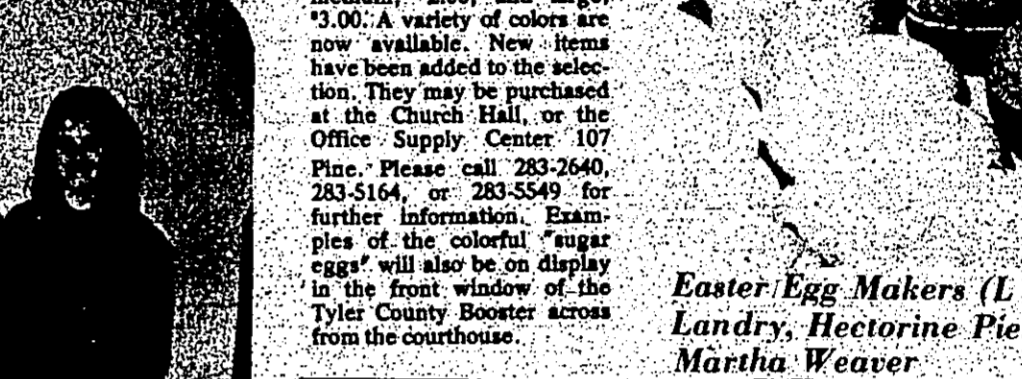 $3.00. A variety of colors are
now available. New items
have been added to the selec-
tion. They may be purchased
at the Church Hall, or the
Office Supply Center 107
Pine. Please call 283-2640,
283-5164, or 283-5549 for
further information. Exam-
ples of the colorful "sugar
eggs" will also be on display
in the front window of the
Tyler County Booster across
from the courthouse.
Easter Egg Makers (L
Landry, Hectorine Pie
Martha Weaver